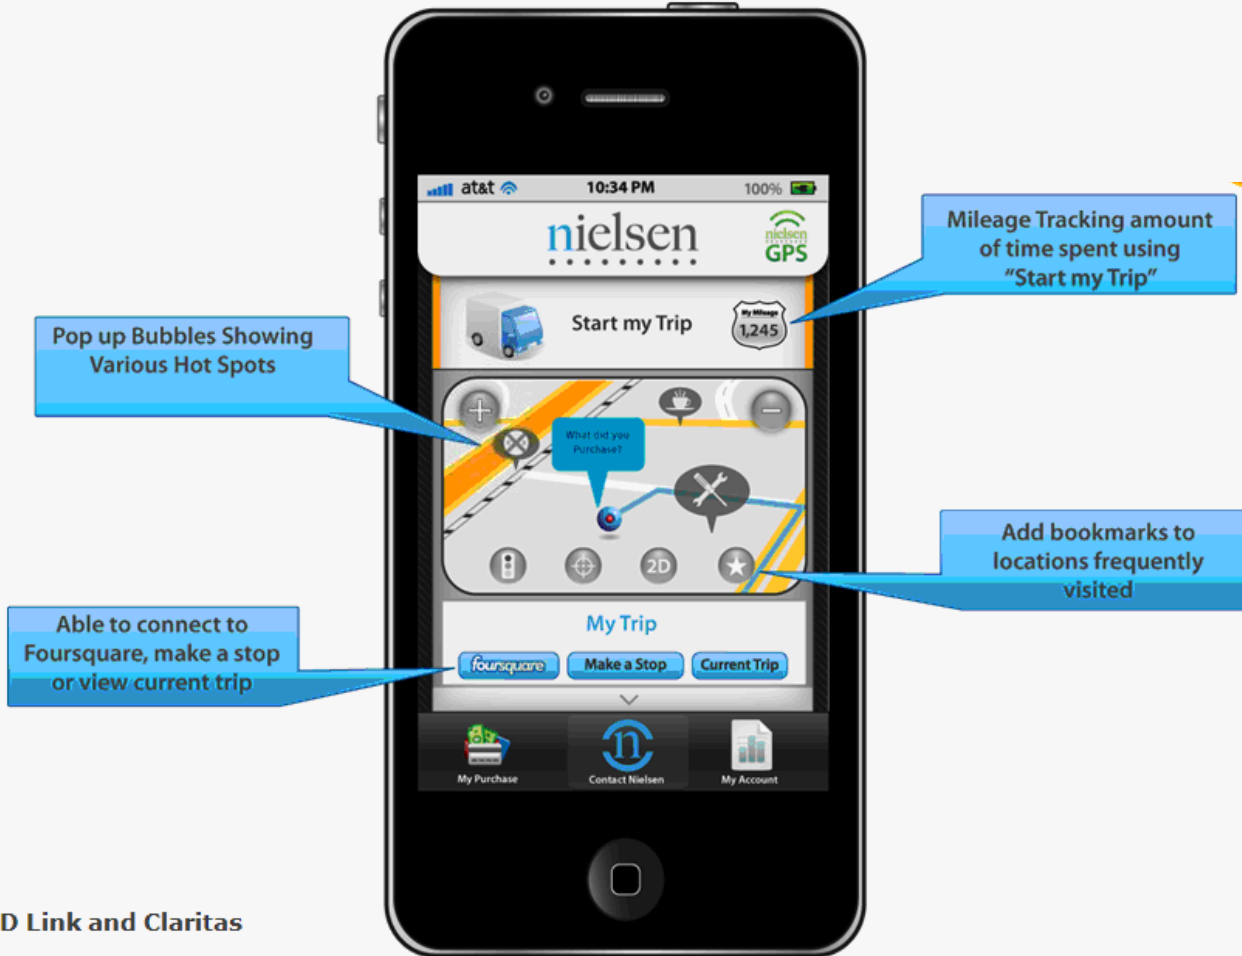 at&t 10:34 PM 100%
nielsen
nielsen
GPS
Mileage Tracking amount
of time spent using
"Start my Trip"
Start my Trip
My Mileage
1,245
Pop up Bubbles Showing
Various Hot Spots
What did you
Purchase?
2D
Add bookmarks to
locations frequently
visited
My Trip
Able to connect to
Foursquare, make a stop
or view current trip
foursquare Make a Stop Current Trip
n
My Purchase Contact Nielsen My Account
D Link and Claritas